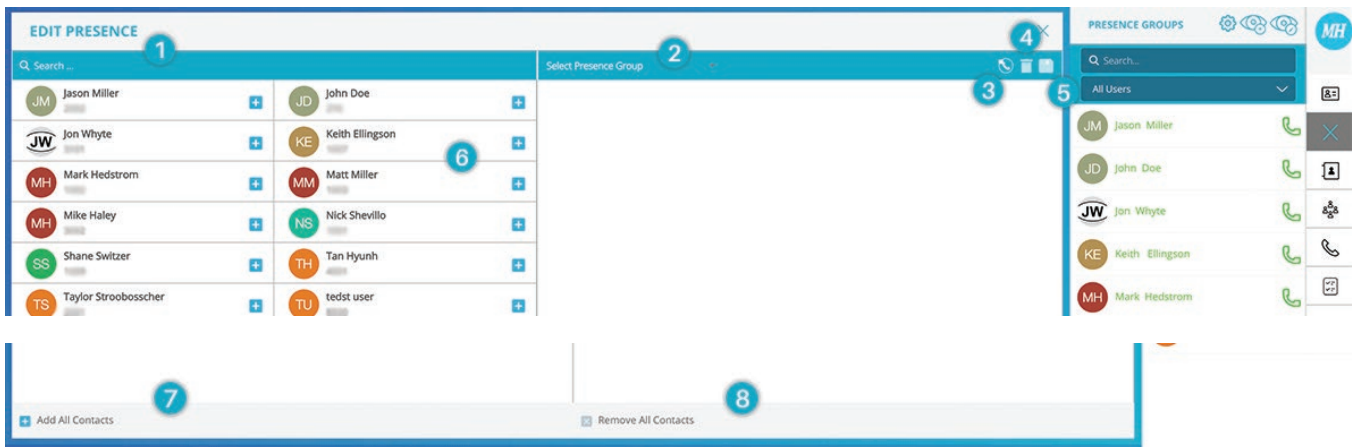 EDIT PRESENCE
1
2
4
Search ...
Select Presence Group
3
5
JM Jason Miller
JD John Doe
JW Jon Whyte
KE Keith Ellingson
6
MH Mark Hedstrom
MM Matt Miller
MH Mike Haley
NS Nick Shevillo
SS Shane Switzer
TH Tan Hyunh
TS Taylor Stroobosscher
TU tedst user
PRESENCE GROUPS
MH
Search...
All Users
JM Jason Miller
JD John Doe
JW Jon Whyte
KE Keith Ellingson
MH Mark Hedstrom
7
8
Add All Contacts
Remove All Contacts